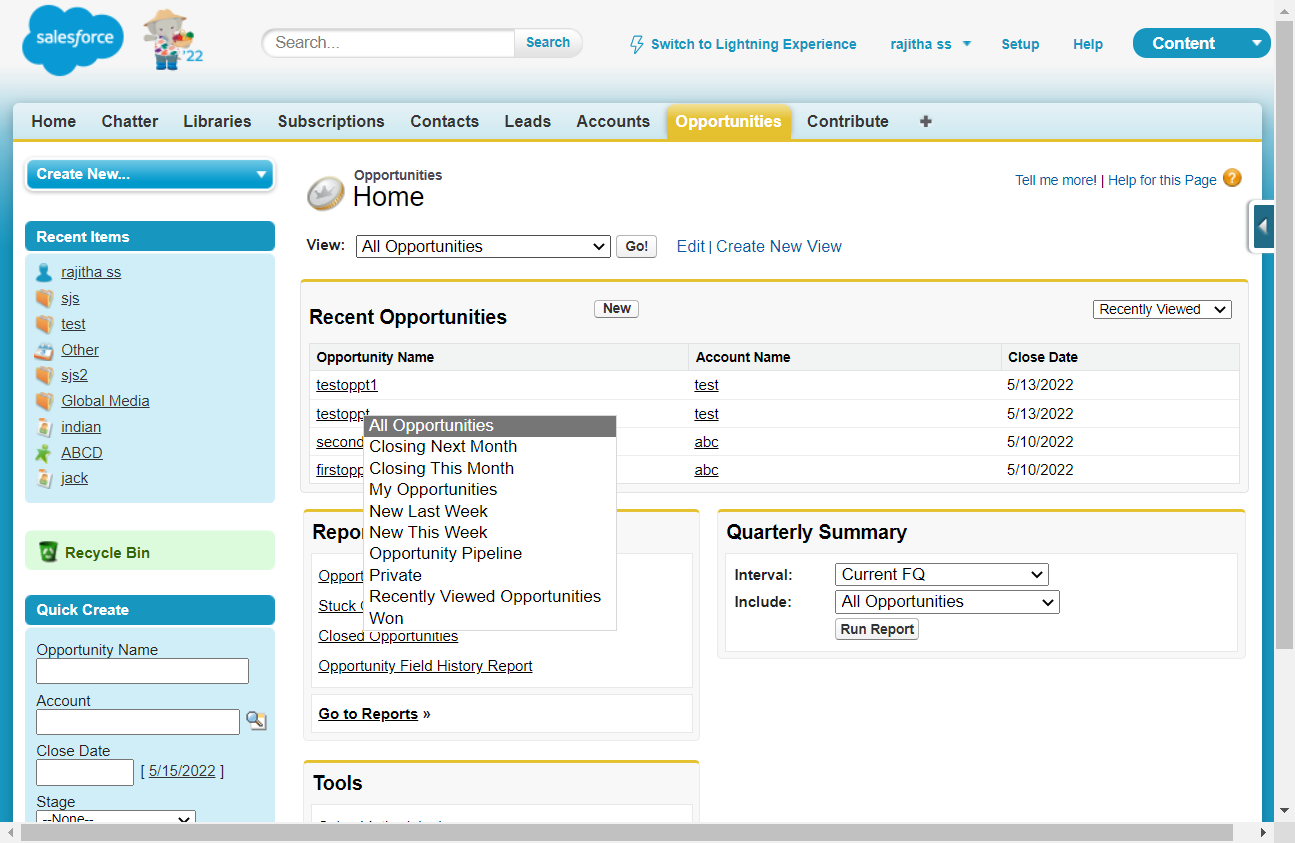 salesforce
'22
Search...
Search
Switch to Lightning Experience
rajitha ss
Setup
Help
Content
Home Chatter Libraries Subscriptions Contacts Leads Accounts Opportunities Contribute +
Create New...
Recent Items
rajitha ss
sjs
test
Other
sjs2
Global Media
indian
ABCD
jack
Recycle Bin
Quick Create
Opportunity Name
Account
Close Date
[ 5/15/2022 ]
Stage
--None--
Opportunities
Home
Tell me more! | Help for this Page ?
View: All Opportunities Go! Edit | Create New View
Recent Opportunities New Recently Viewed
Opportunity Name Account Name Close Date
testoppt1 test 5/13/2022
testoppt test 5/13/2022
second abc 5/10/2022
firstopp abc 5/10/2022
All Opportunities
Closing Next Month
Closing This Month
My Opportunities
New Last Week
New This Week
Opportunity Pipeline
Private
Recently Viewed Opportunities
Won
Repo
Opport
Stuck
Closed Opportunities
Opportunity Field History Report
Go to Reports »
Quarterly Summary
Interval: Current FQ
Include: All Opportunities
Run Report
Tools